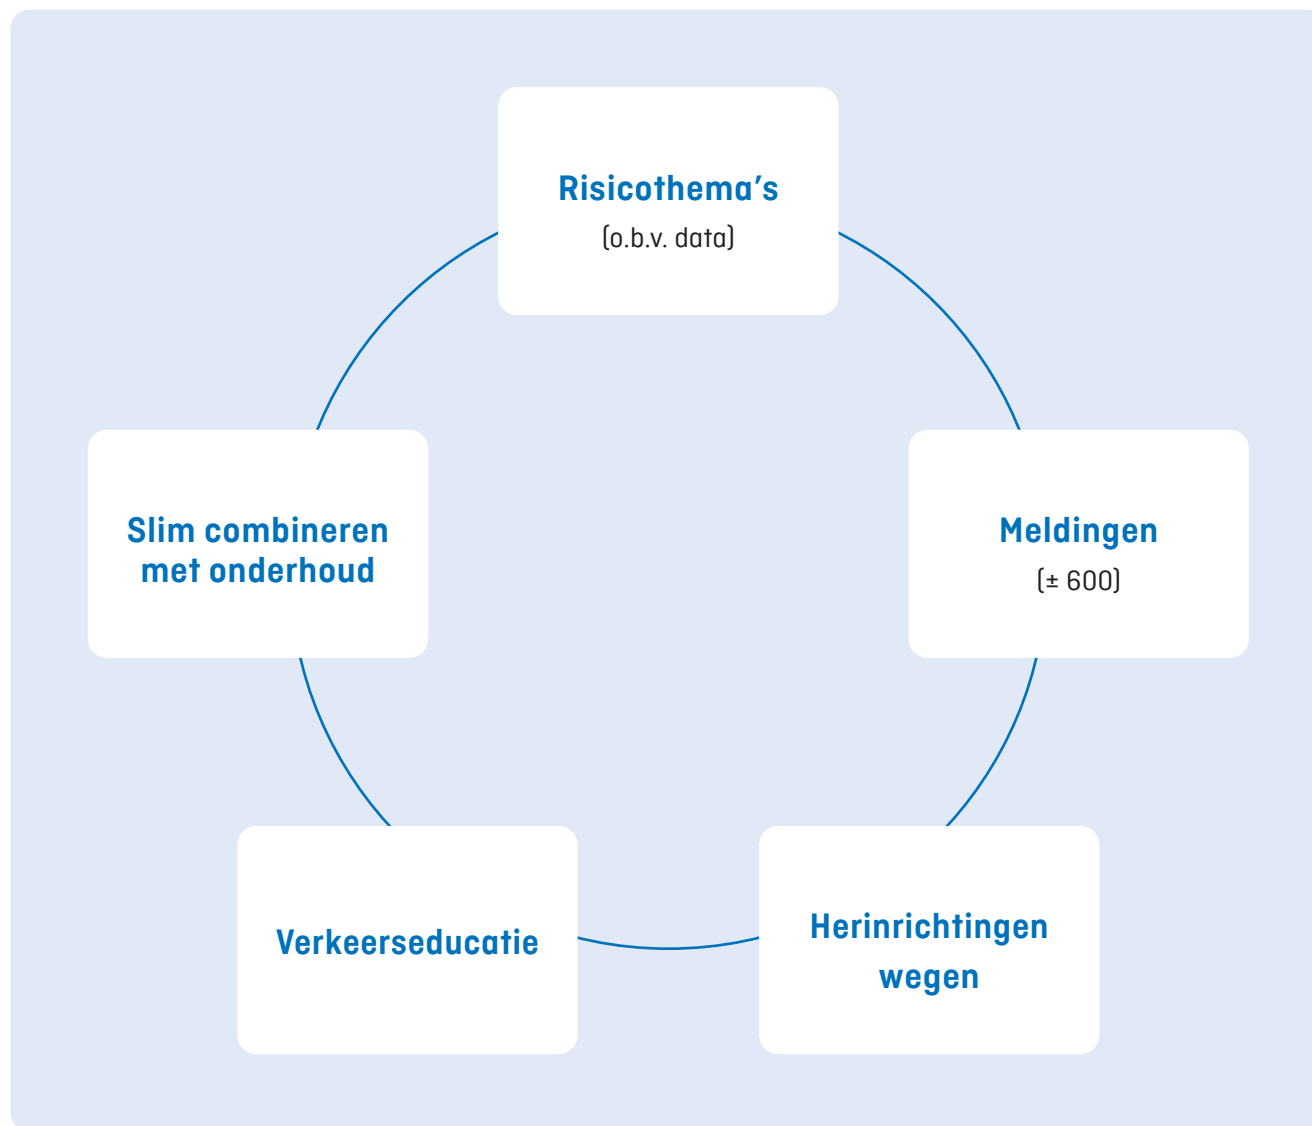 Risicothema’s
(o.b.v. data)
Meldingen
(± 600)
Herinrichtingen
wegen
Verkeerseducatie
Slim combineren
met onderhoud